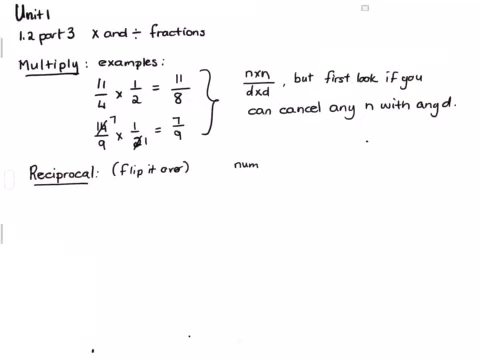 Unit 1
1.2 part 3 x and ÷ fractions
Multiply: examples:
11/4 x 1/2 = 11/8
14/9 x 1/2 = 7/9
7 1
n x n / d x d, but first look if you
can cancel any n with any d.
Reciprocal: (flip it over) num